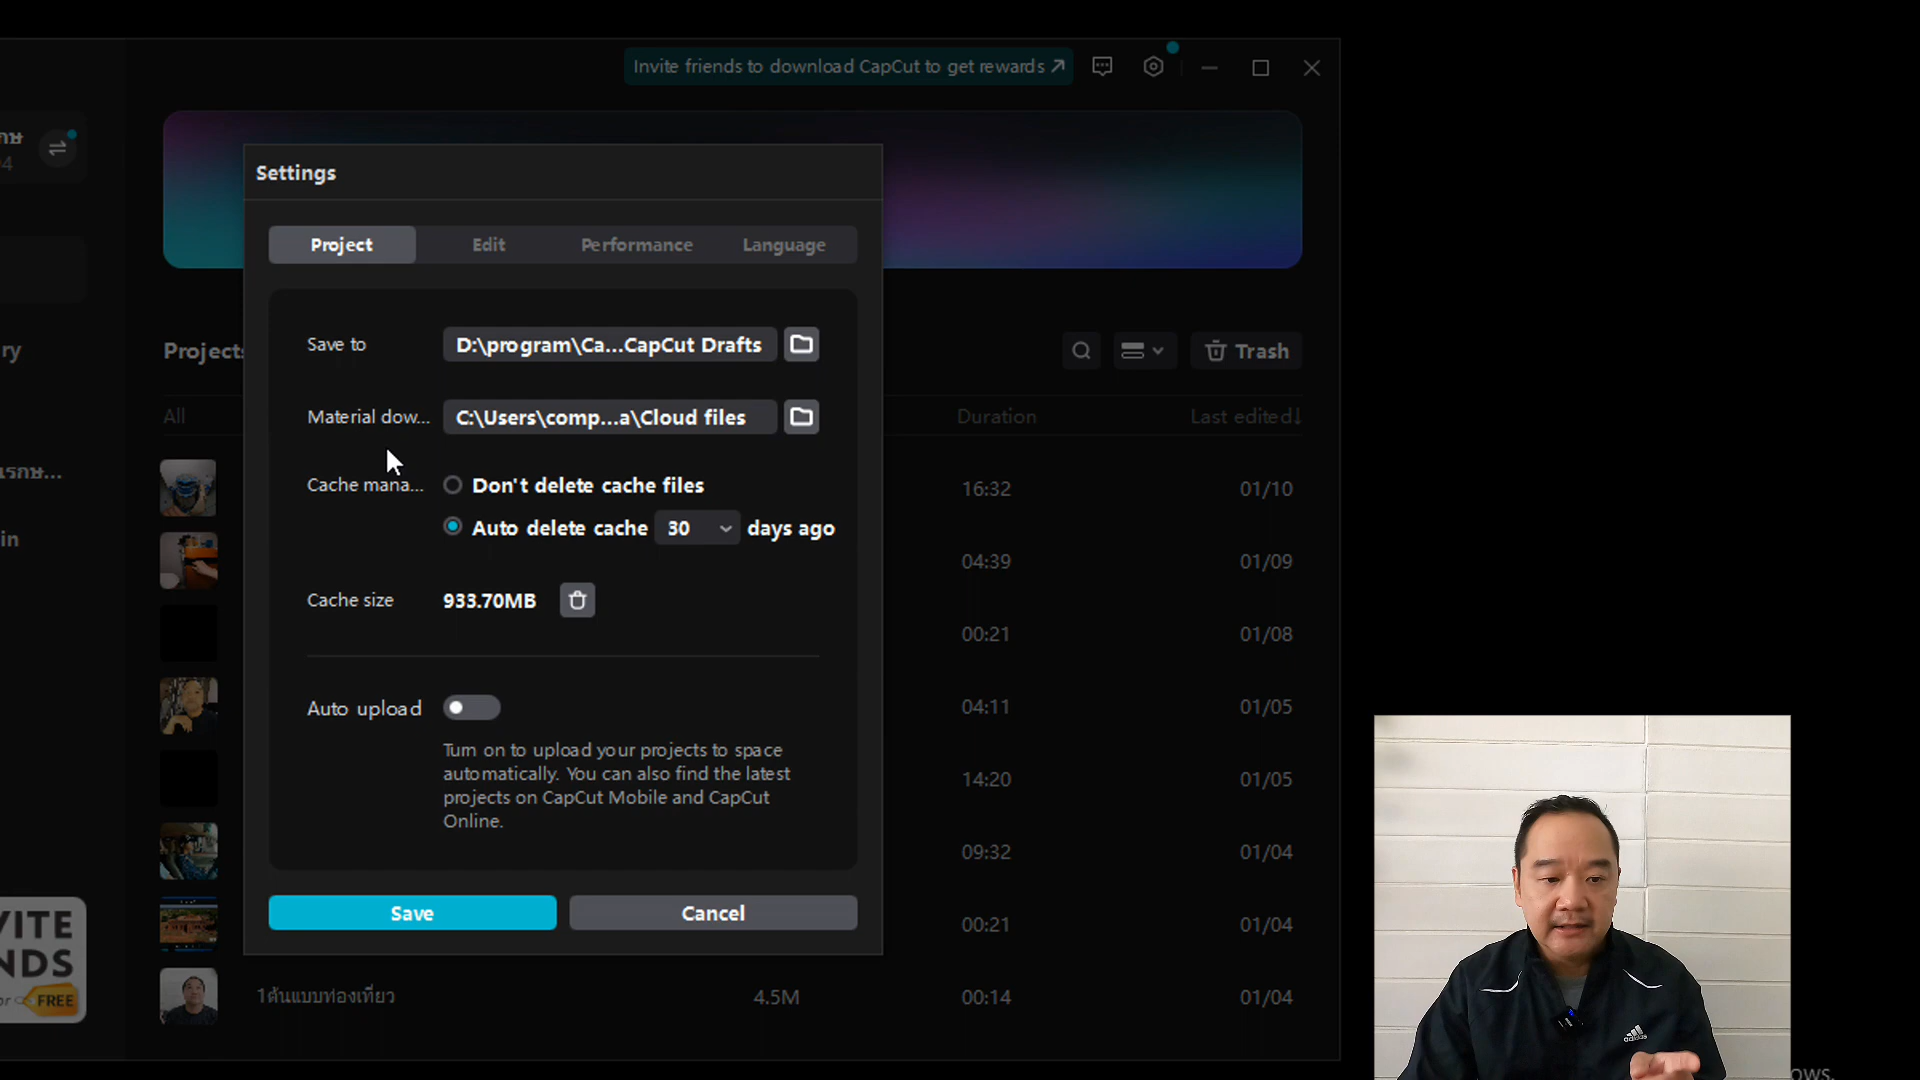 Invite friends to download CapCut to get rewards
Settings
Project Edit Performance Language
Save to D:\program\Ca...CapCut Drafts
Material dow... C:\Users\comp...a\Cloud files
Cache mana... Don't delete cache files
Auto delete cache 30 days ago
Cache size 933.70MB
Auto upload
Turn on to upload your projects to space
automatically. You can also find the latest
projects on CapCut Mobile and CapCut
Online.
Save Cancel
Projects
Trash
All Duration Last edited
16:32 01/10
04:39 01/09
00:21 01/08
04:11 01/05
14:20 01/05
09:32 01/04
00:21 01/04
1ต้นแบบท่องเที่ยว 4.5M 00:14 01/04
4
ry
in
VITE
NDS
or FREE
adidas
ows.